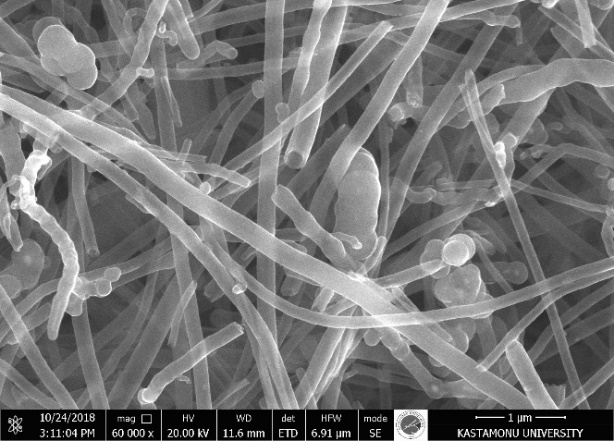 10/24/2018 mag □ HV WD det HFW mode 1 μm
3:11:04 PM 60 000 x 20.00 kV 11.6 mm ETD 6.91 μm SE KASTAMONU UNIVERSITY